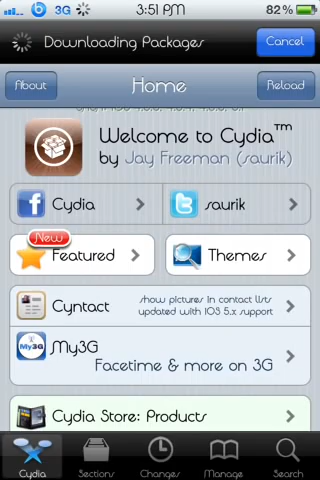 3G 3:51 PM 82%
Downloading Packages Cancel
About Home Reload
Welcome to Cydia™
by Jay Freeman (saurik)
Cydia saurik
New
Featured Themes
Cyntact show pictures in contact lists
updated with iOS 5.x support
My3G My3G
Facetime & more on 3G
Cydia Store: Products
Cydia Sections Changes Manage Search